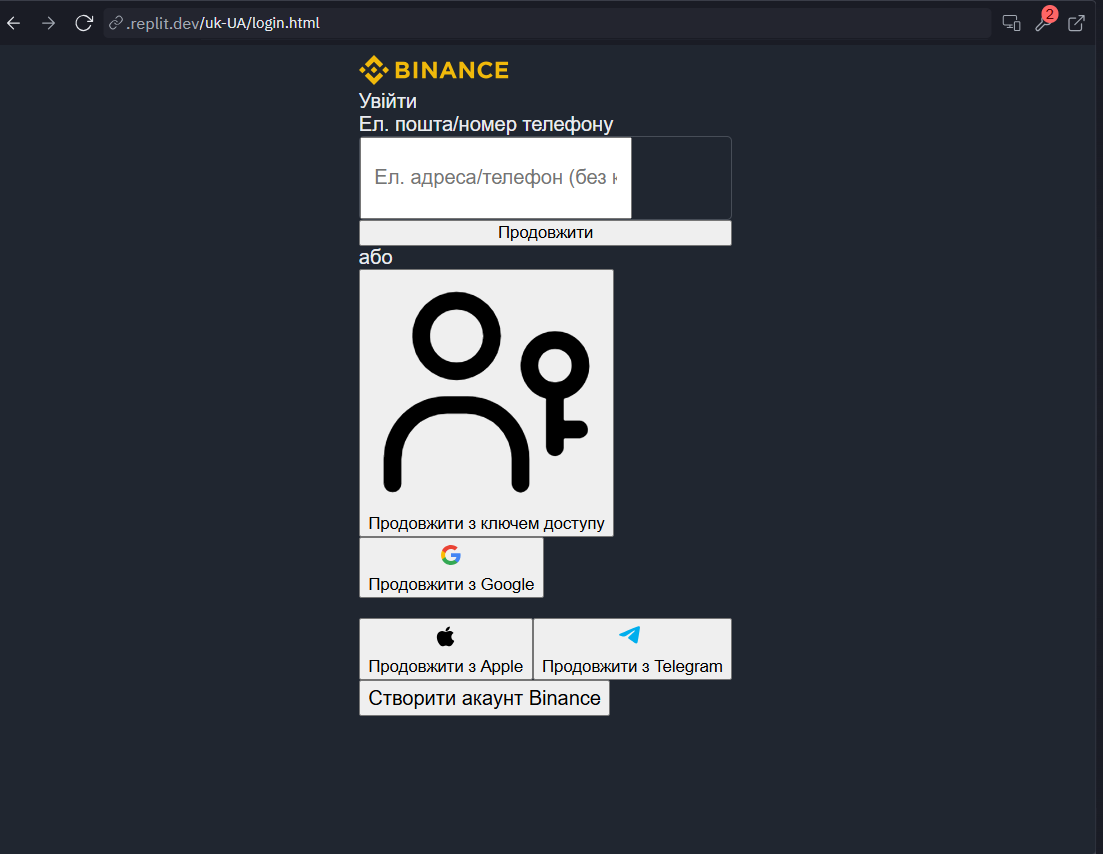 .replit.dev/uk-UA/login.html
2
BINANCE
Увійти
Ел. пошта/номер телефону
Ел. адреса/телефон (без
Продовжити
або
Продовжити з ключем доступу
Продовжити з Google
Продовжити з Apple
Продовжити з Telegram
Створити акаунт Binance